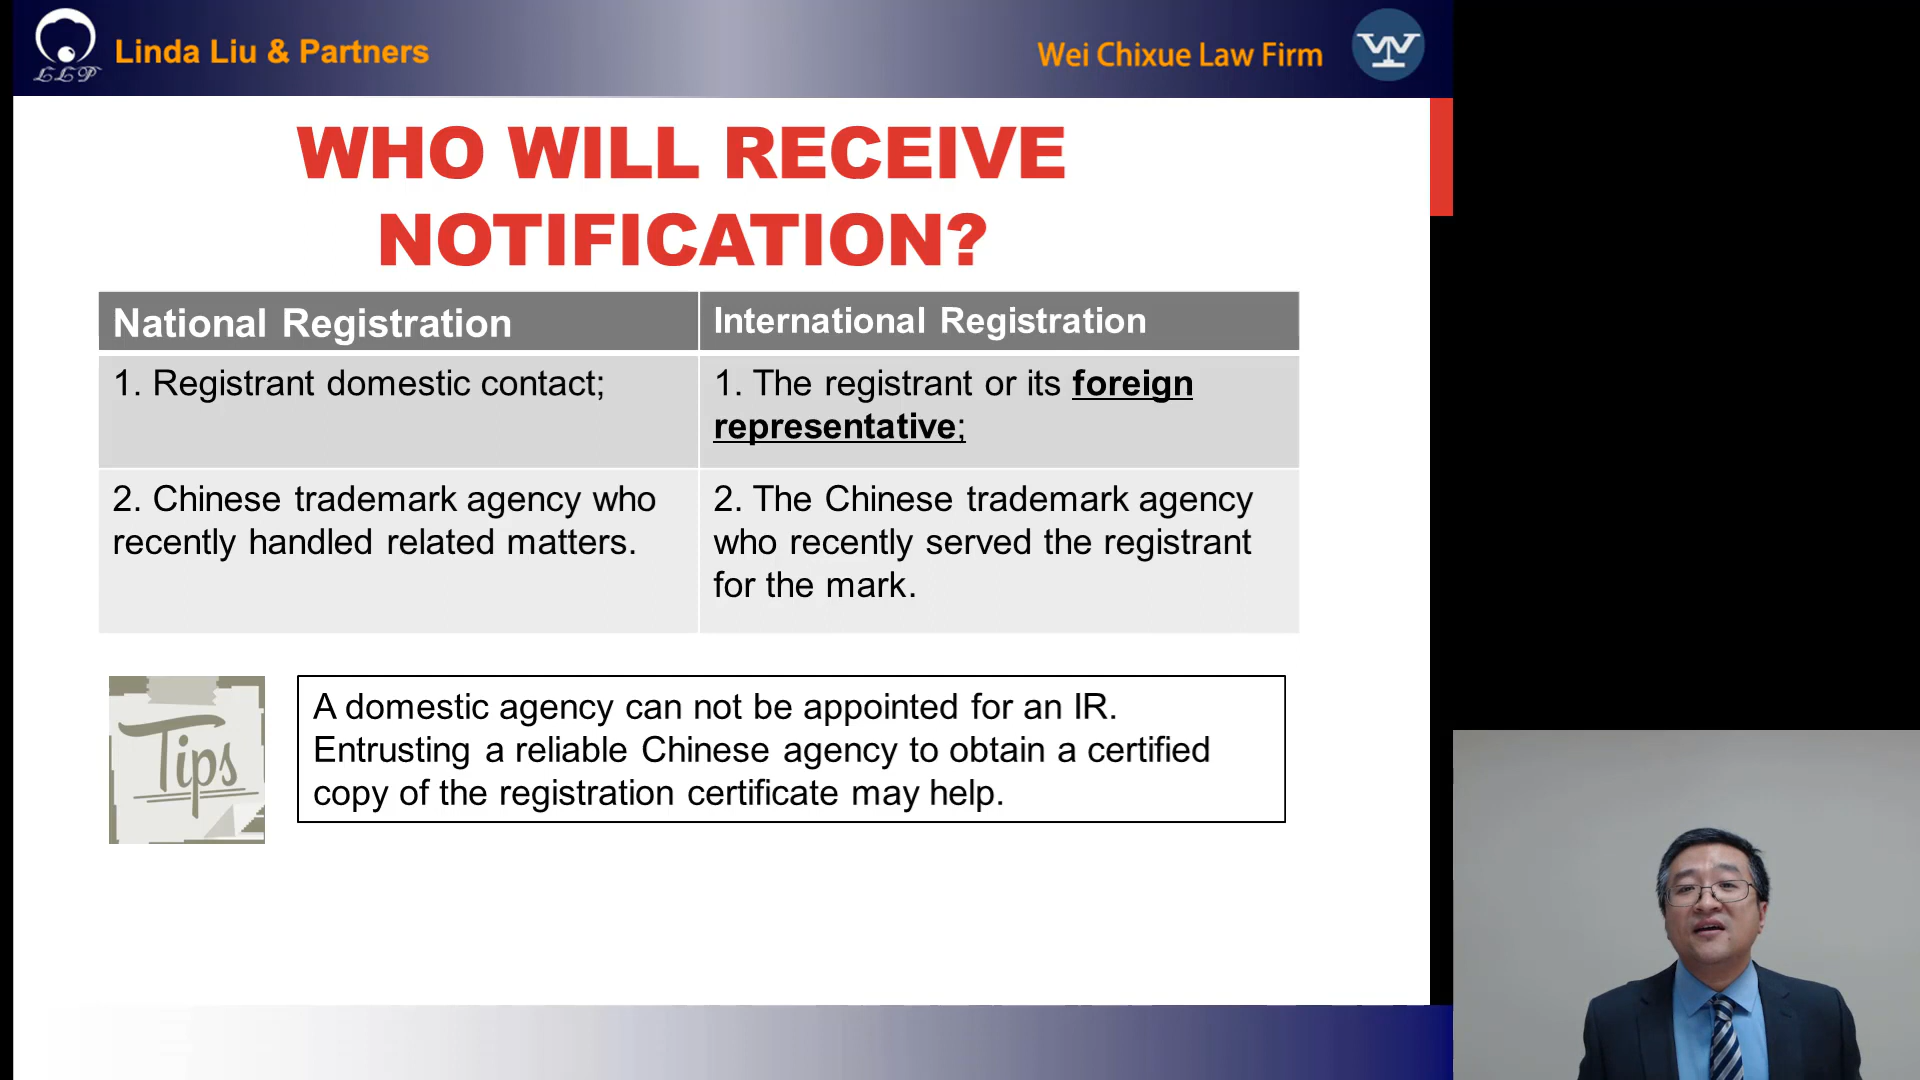 LLP
Linda Liu & Partners
Wei Chixue Law Firm
WHO WILL RECEIVE
NOTIFICATION?
National Registration
International Registration
1. Registrant domestic contact;
1. The registrant or its foreign
representative;
2. Chinese trademark agency who
recently handled related matters.
2. The Chinese trademark agency
who recently served the registrant
for the mark.
Tips
A domestic agency can not be appointed for an IR.
Entrusting a reliable Chinese agency to obtain a certified
copy of the registration certificate may help.